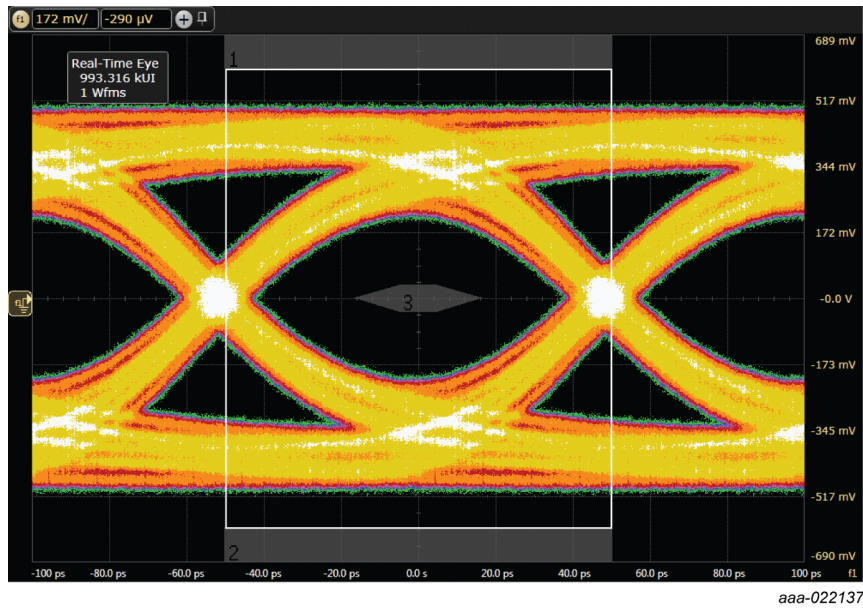 f1 172 mV/ -290 µV +
1
689 mV
Real-Time Eye
993.316 kUI
1 Wfms
517 mV
344 mV
172 mV
3
f1
-0.0 V
-173 mV
-345 mV
-517 mV
2
-690 mV
-100 ps -80.0 ps -60.0 ps -40.0 ps -20.0 ps 0.0 s 20.0 ps 40.0 ps 60.0 ps 80.0 ps 100 ps f1
aaa-022137